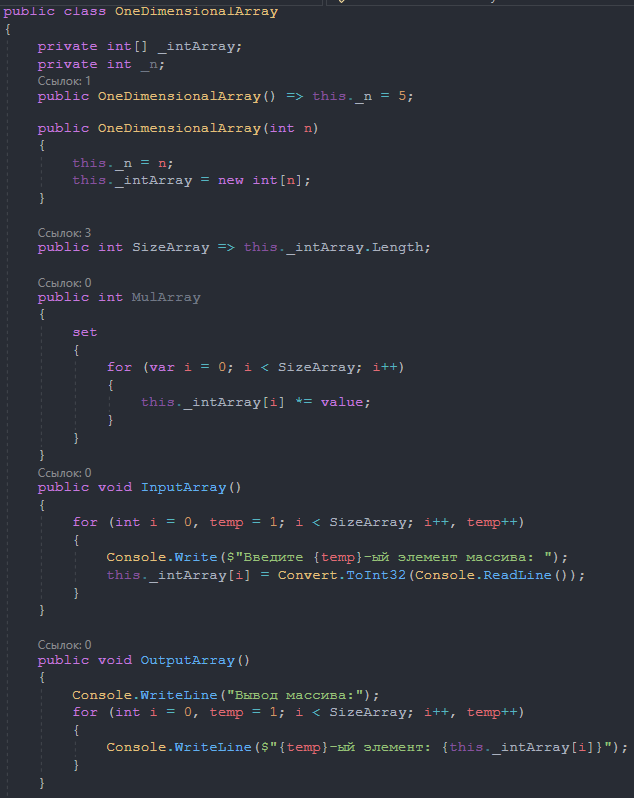 public class OneDimensionalArray
{
    private int[] _intArray;
    private int _n;
    Ссылок: 1
    public OneDimensionalArray() => this._n = 5;

    public OneDimensionalArray(int n)
    {
        this._n = n;
        this._intArray = new int[n];
    }

    Ссылок: 3
    public int SizeArray => this._intArray.Length;

    Ссылок: 0
    public int MulArray
    {
        set
        {
            for (var i = 0; i < SizeArray; i++)
            {
                this._intArray[i] *= value;
            }
        }
    }
    Ссылок: 0
    public void InputArray()
    {
        for (int i = 0, temp = 1; i < SizeArray; i++, temp++)
        {
            Console.Write($"Введите {temp}-ый элемент массива: ");
            this._intArray[i] = Convert.ToInt32(Console.ReadLine());
        }
    }

    Ссылок: 0
    public void OutputArray()
    {
        Console.WriteLine("Вывод массива:");
        for (int i = 0, temp = 1; i < SizeArray; i++, temp++)
        {
            Console.WriteLine($"{temp}-ый элемент: {this._intArray[i]}");
        }
    }